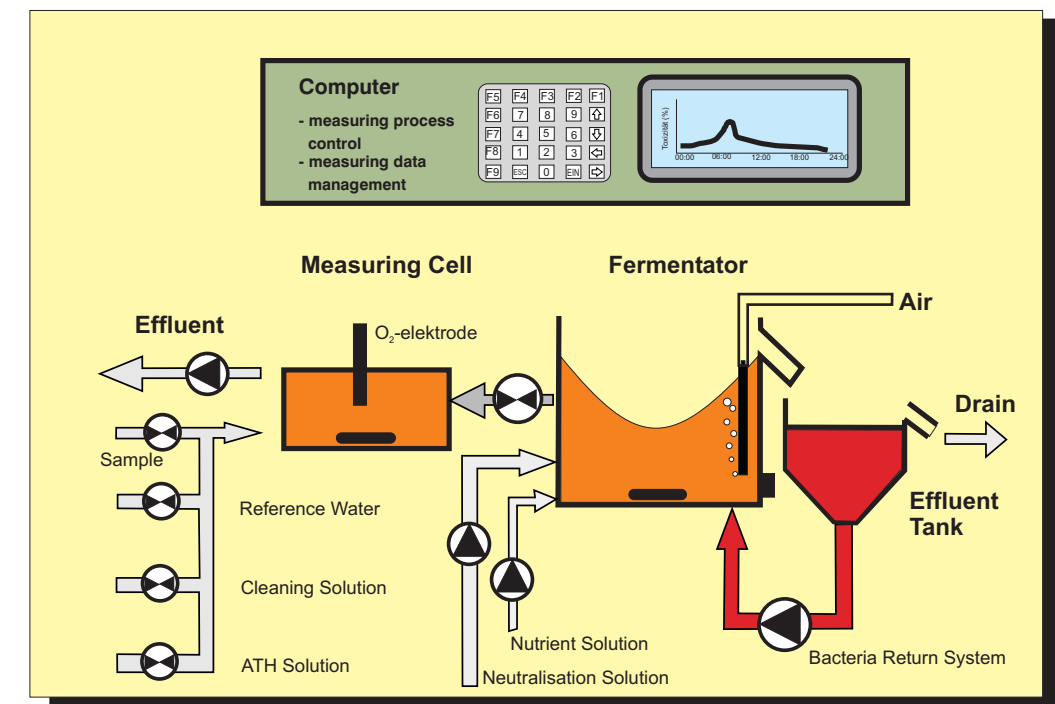 Computer
- measuring process
control
- measuring data
management
F5 F4 F3 F2 F1
F6 7 8 9
F7 4 5 6
F8 1 2 3
F9 ESC 0 EIN
Toxizität (%)
00:00 06:00 12:00 18:00 24:00
Measuring Cell
Fermentator
Air
Effluent
O₂-elektrode
Drain
Sample
Reference Water
Effluent
Tank
Cleaning Solution
Nutrient Solution
ATH Solution
Bacteria Return System
Neutralisation Solution